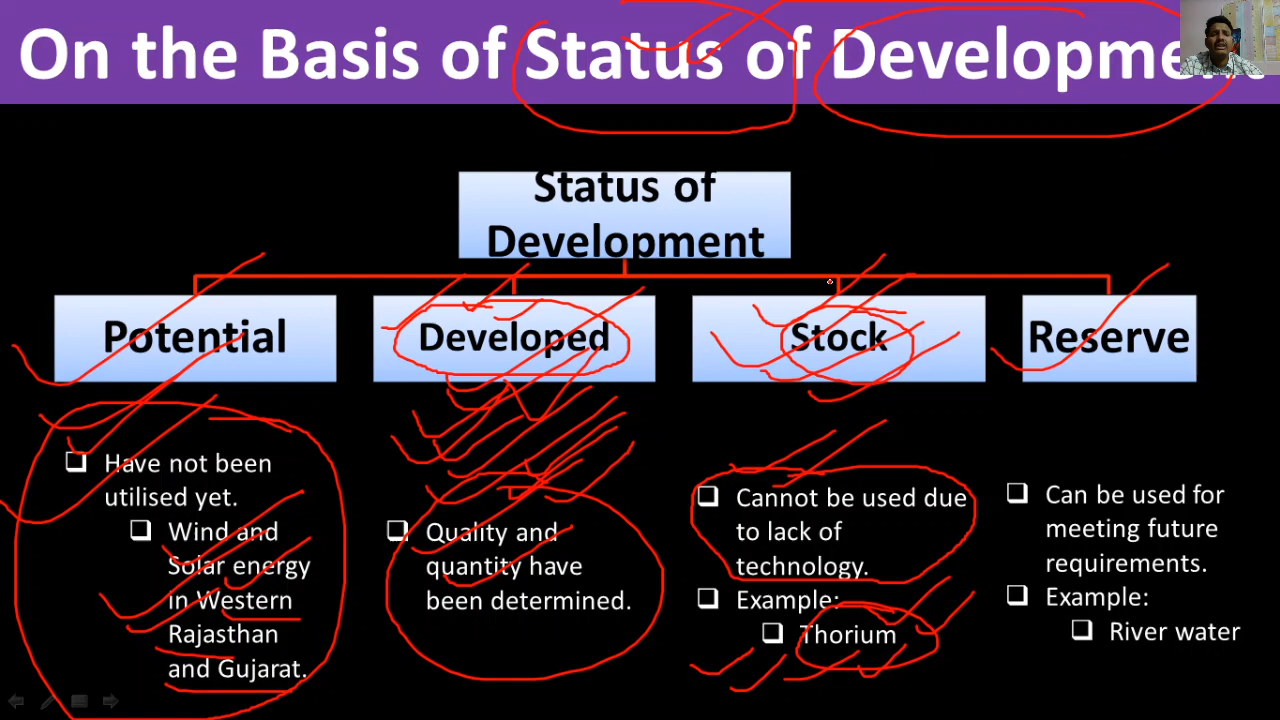 On the Basis of Status of Developme
Status of
Development
Potential
Developed
Stock
Reserve
❑ Have not been
utilised yet.
❑ Wind and
Solar energy
in Western
Rajasthan
and Gujarat.
❑ Quality and
quantity have
been determined.
❑ Cannot be used due
to lack of
technology.
❑ Example:
❑ Thorium
❑ Can be used for
meeting future
requirements.
❑ Example:
❑ River water